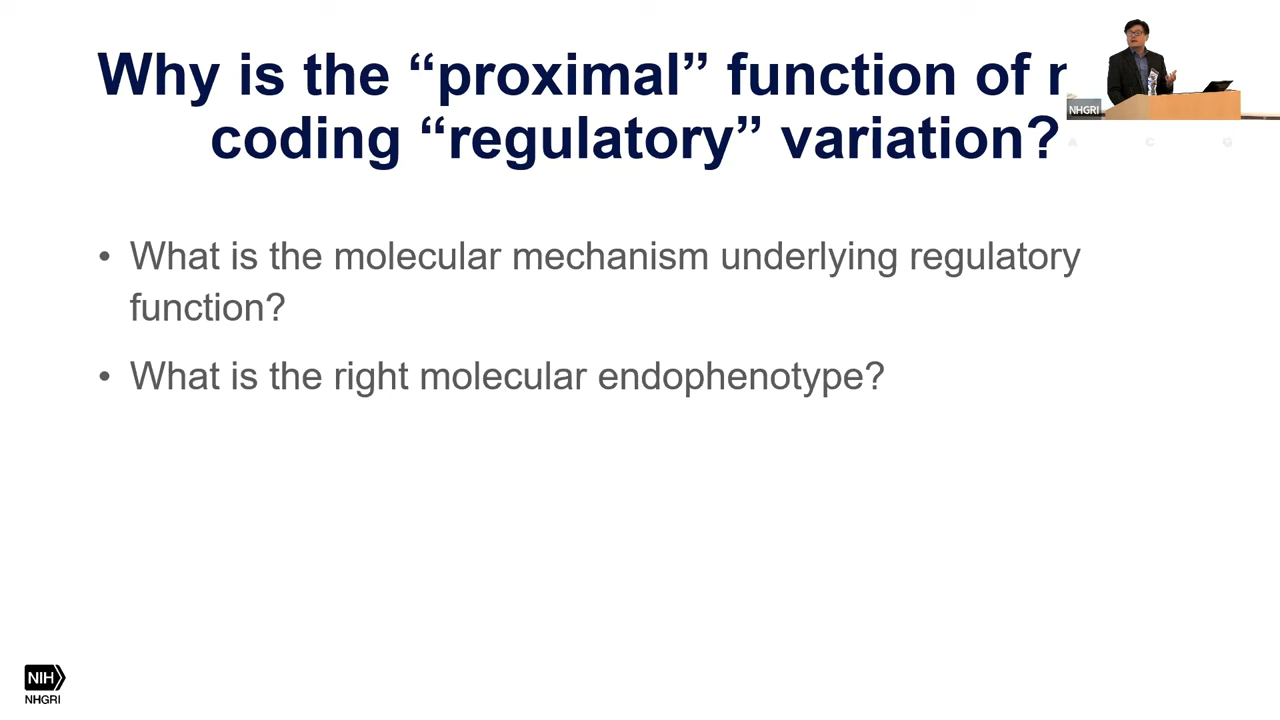 Why is the “proximal” function of
coding “regulatory” variation?
NHGRI
A C G
• What is the molecular mechanism underlying regulatory
function?
• What is the right molecular endophenotype?
NIH
NHGRI